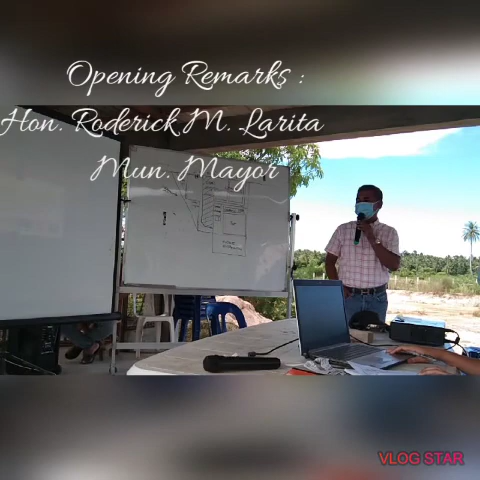 Opening Remarks :
Hon. Roderick M. Larita
Mun. Mayor
VLOG STAR